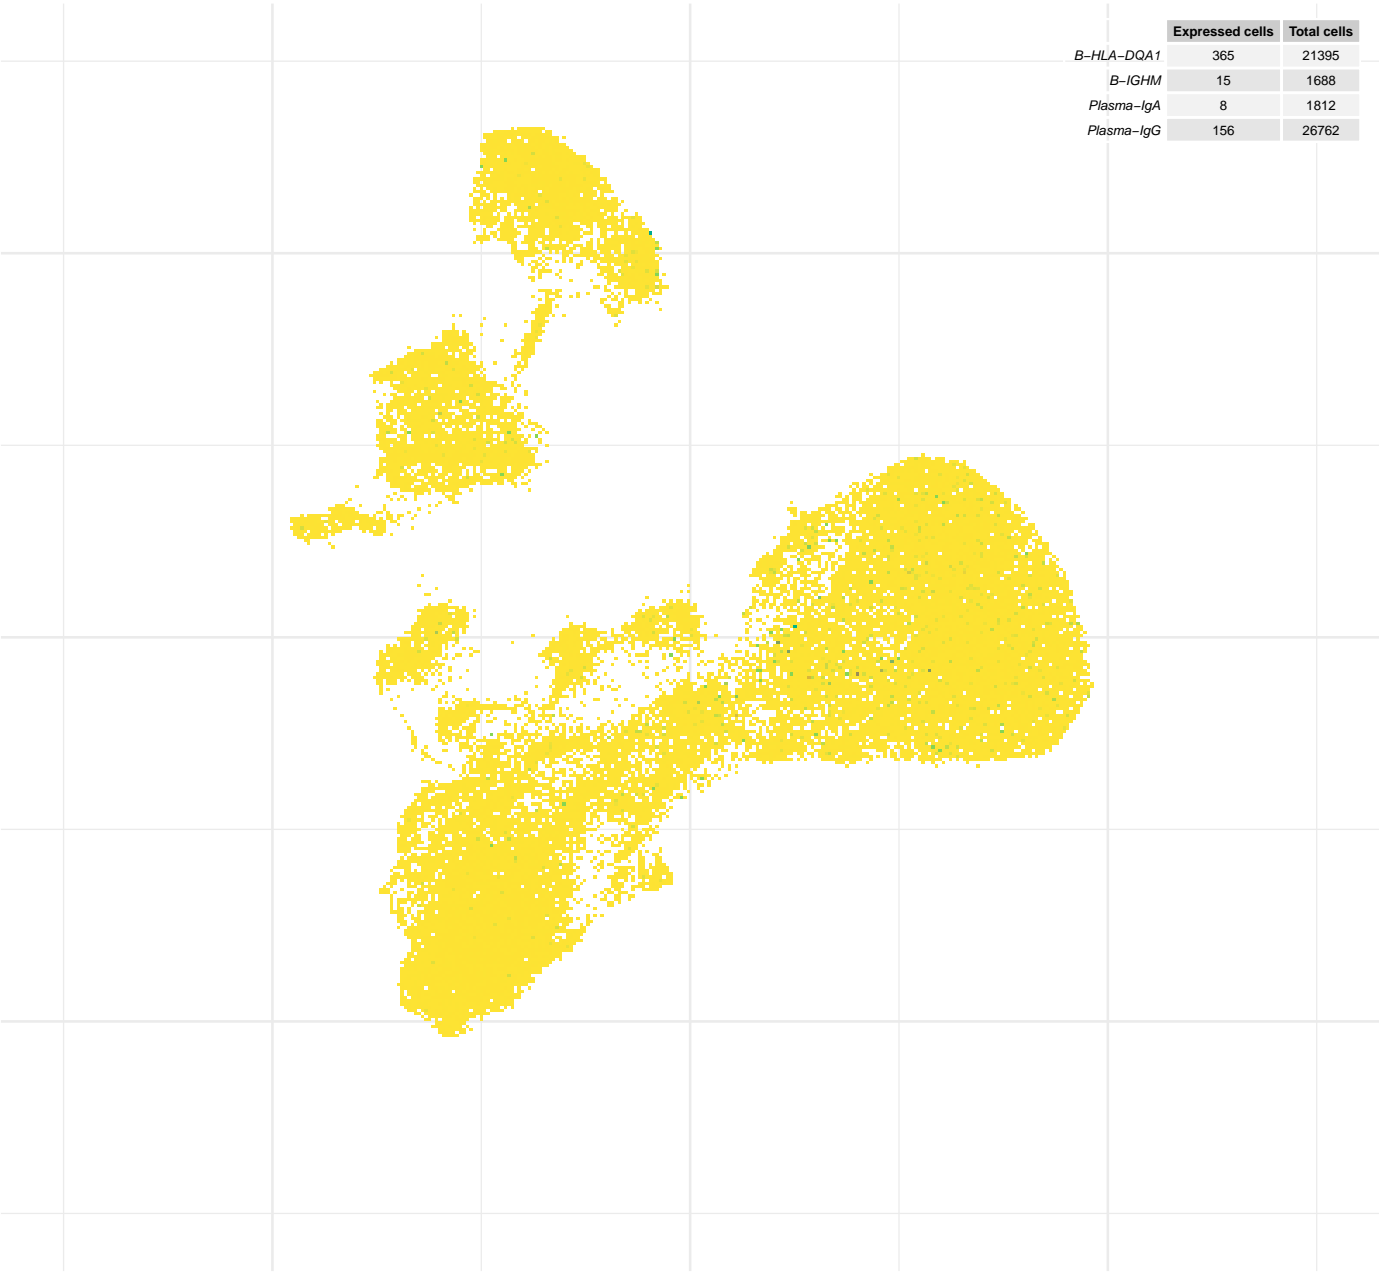 Expressed cells Total cells
B−HLA−DQA1 365 21395
B−IGHM 15 1688
Plasma−IgA 8 1812
Plasma−IgG 156 26762